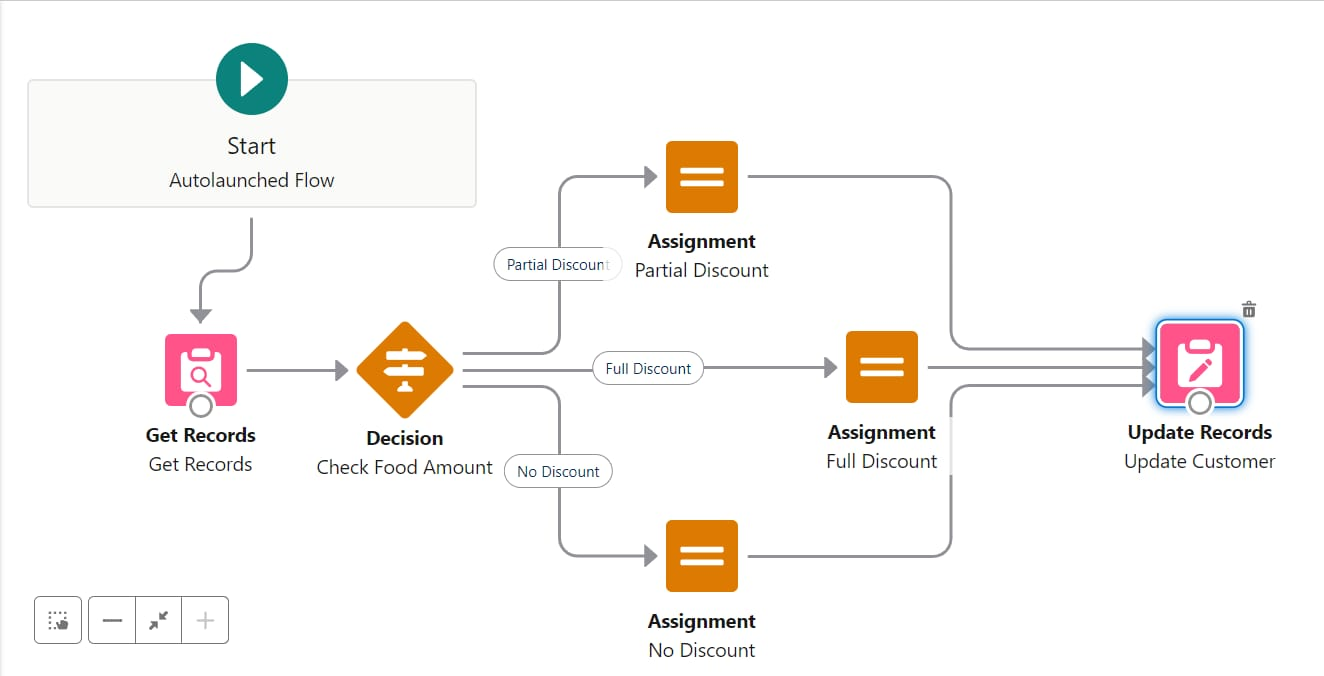 Start
Autolaunched Flow
Get Records
Get Records
Decision
Check Food Amount
Partial Discount
Full Discount
No Discount
Assignment
Partial Discount
Assignment
Full Discount
Assignment
No Discount
Update Records
Update Customer